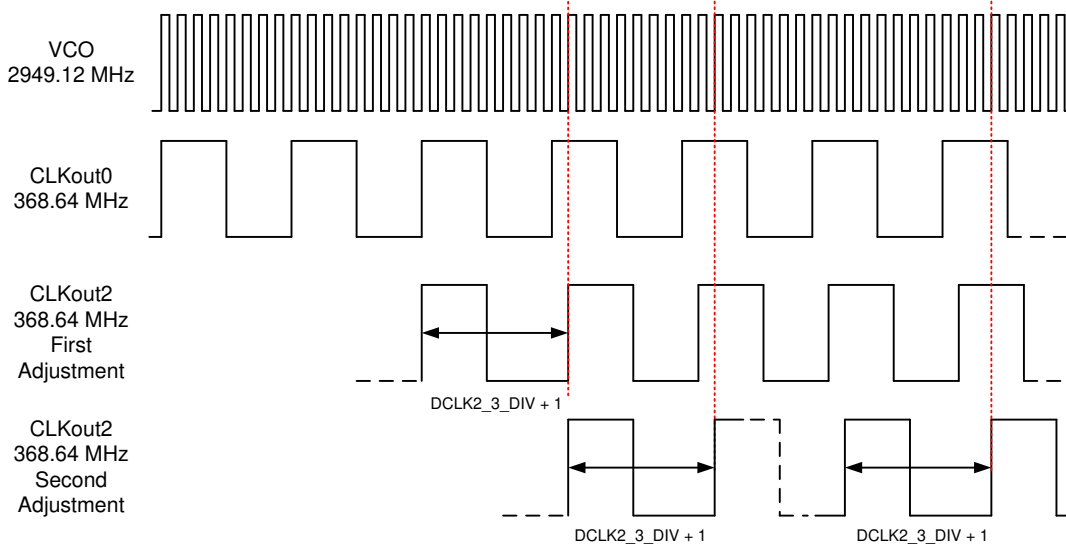 VCO
2949.12 MHz
CLKout0
368.64 MHz
CLKout2
368.64 MHz
First
Adjustment
DCLK2_3_DIV + 1
CLKout2
368.64 MHz
Second
Adjustment
DCLK2_3_DIV + 1
DCLK2_3_DIV + 1